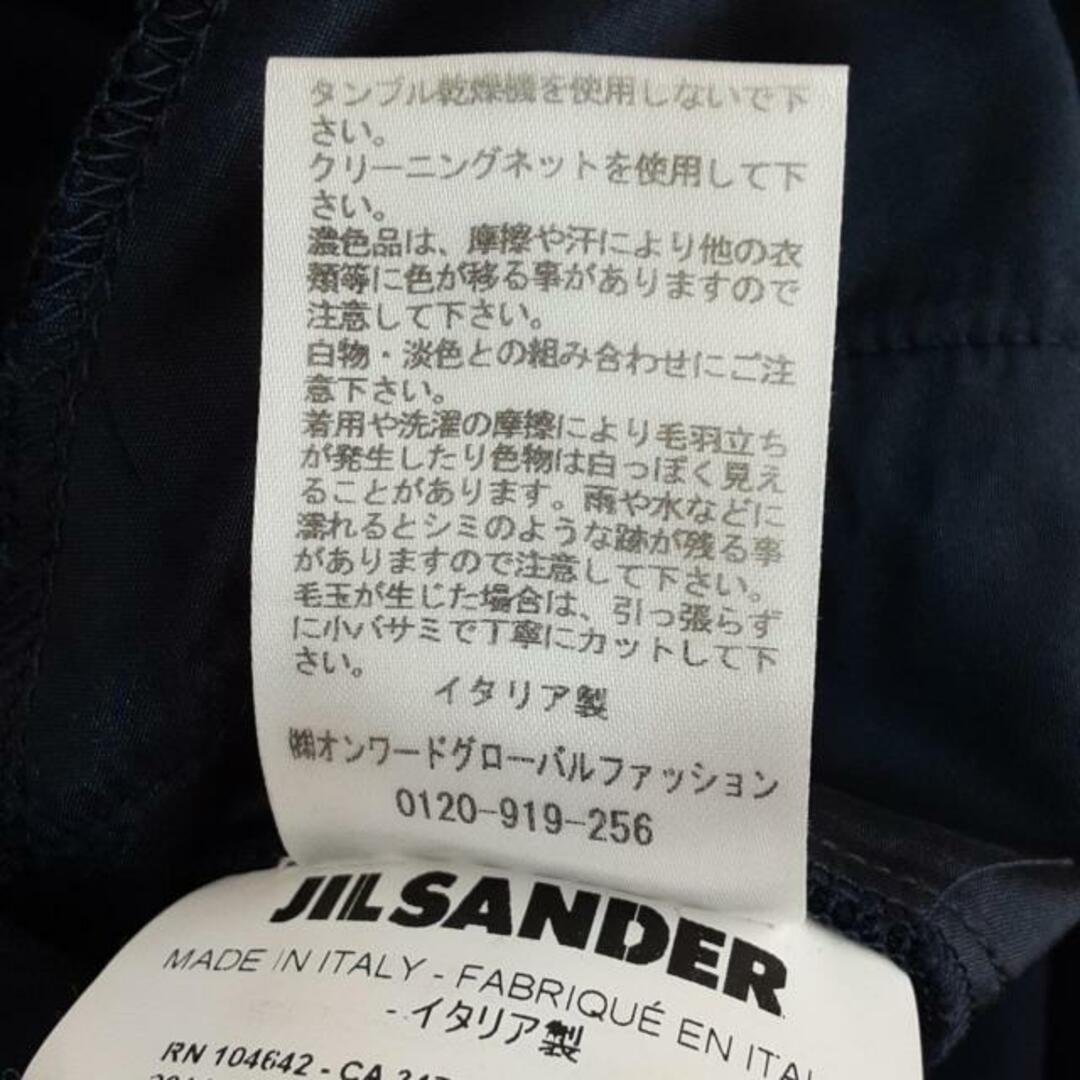 タンブル乾燥機を使用しないで下
さい。
クリーニングネットを使用して下
さい。
濃色品は、摩擦や汗により他の衣
類等に色が移る事がありますので
注意して下さい。
白物・淡色との組み合わせにご注
意下さい。
着用や洗濯の摩擦により毛羽立ち
が発生したり色物は白っぽく見え
ることがあります。雨や水などに
濡れるとシミのような跡が残る事
がありますので注意して下さい。
毛玉が生じた場合は、引っ張らず
に小バサミで丁寧にカットして下
さい。
イタリア製
㈱オンワードグローバルファッション
0120-919-256
JIL SANDER
MADE IN ITALY - FABRIQUÉ EN ITA
- イタリア製
RN 104642 - CA